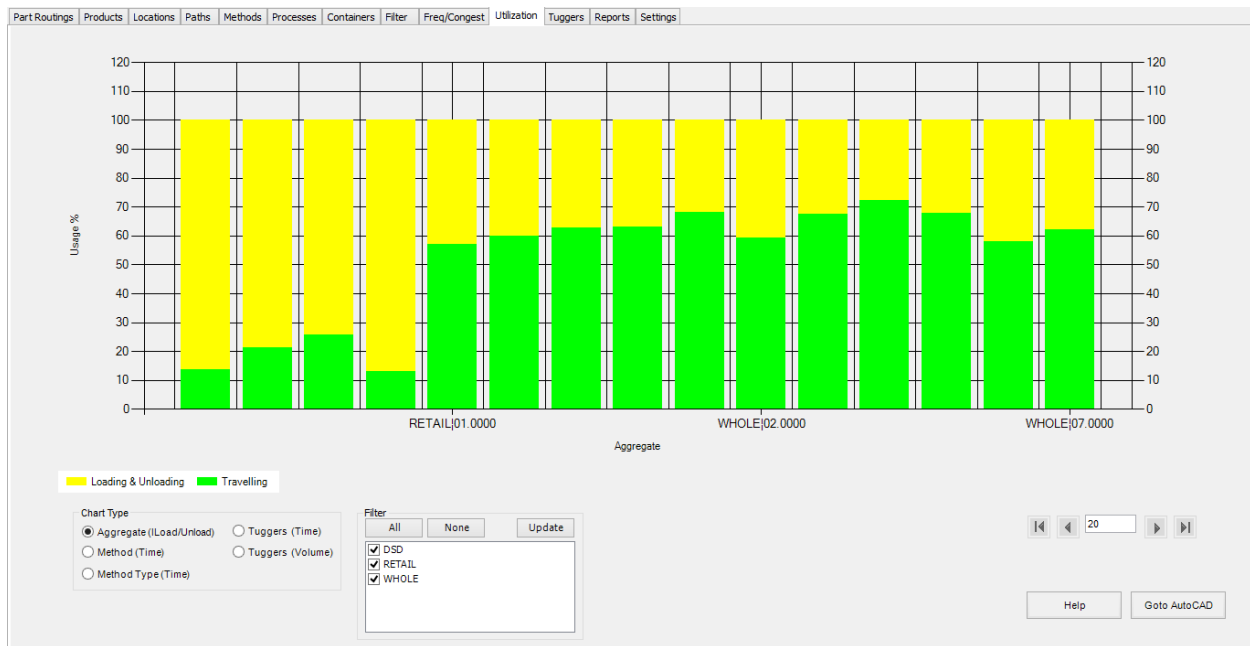 Part Routings Products Locations Paths Methods Processes Containers Filter Freq/Congest Utilization Tuggers Reports Settings
120 120
110 110
100 100
90 90
80 80
70 70
60 60
50 50
40 40
30 30
20 20
10 10
0 0
Usage %
RETAIL|01.0000 WHOLE|02.0000 WHOLE|07.0000
Aggregate
Loading & Unloading Travelling
Chart Type
Aggregate (lLoad/Unload) Tuggers (Time)
Method (Time) Tuggers (Volume)
Method Type (Time)
Filter
All None Update
DSD
RETAIL
WHOLE
20
Help Goto AutoCAD